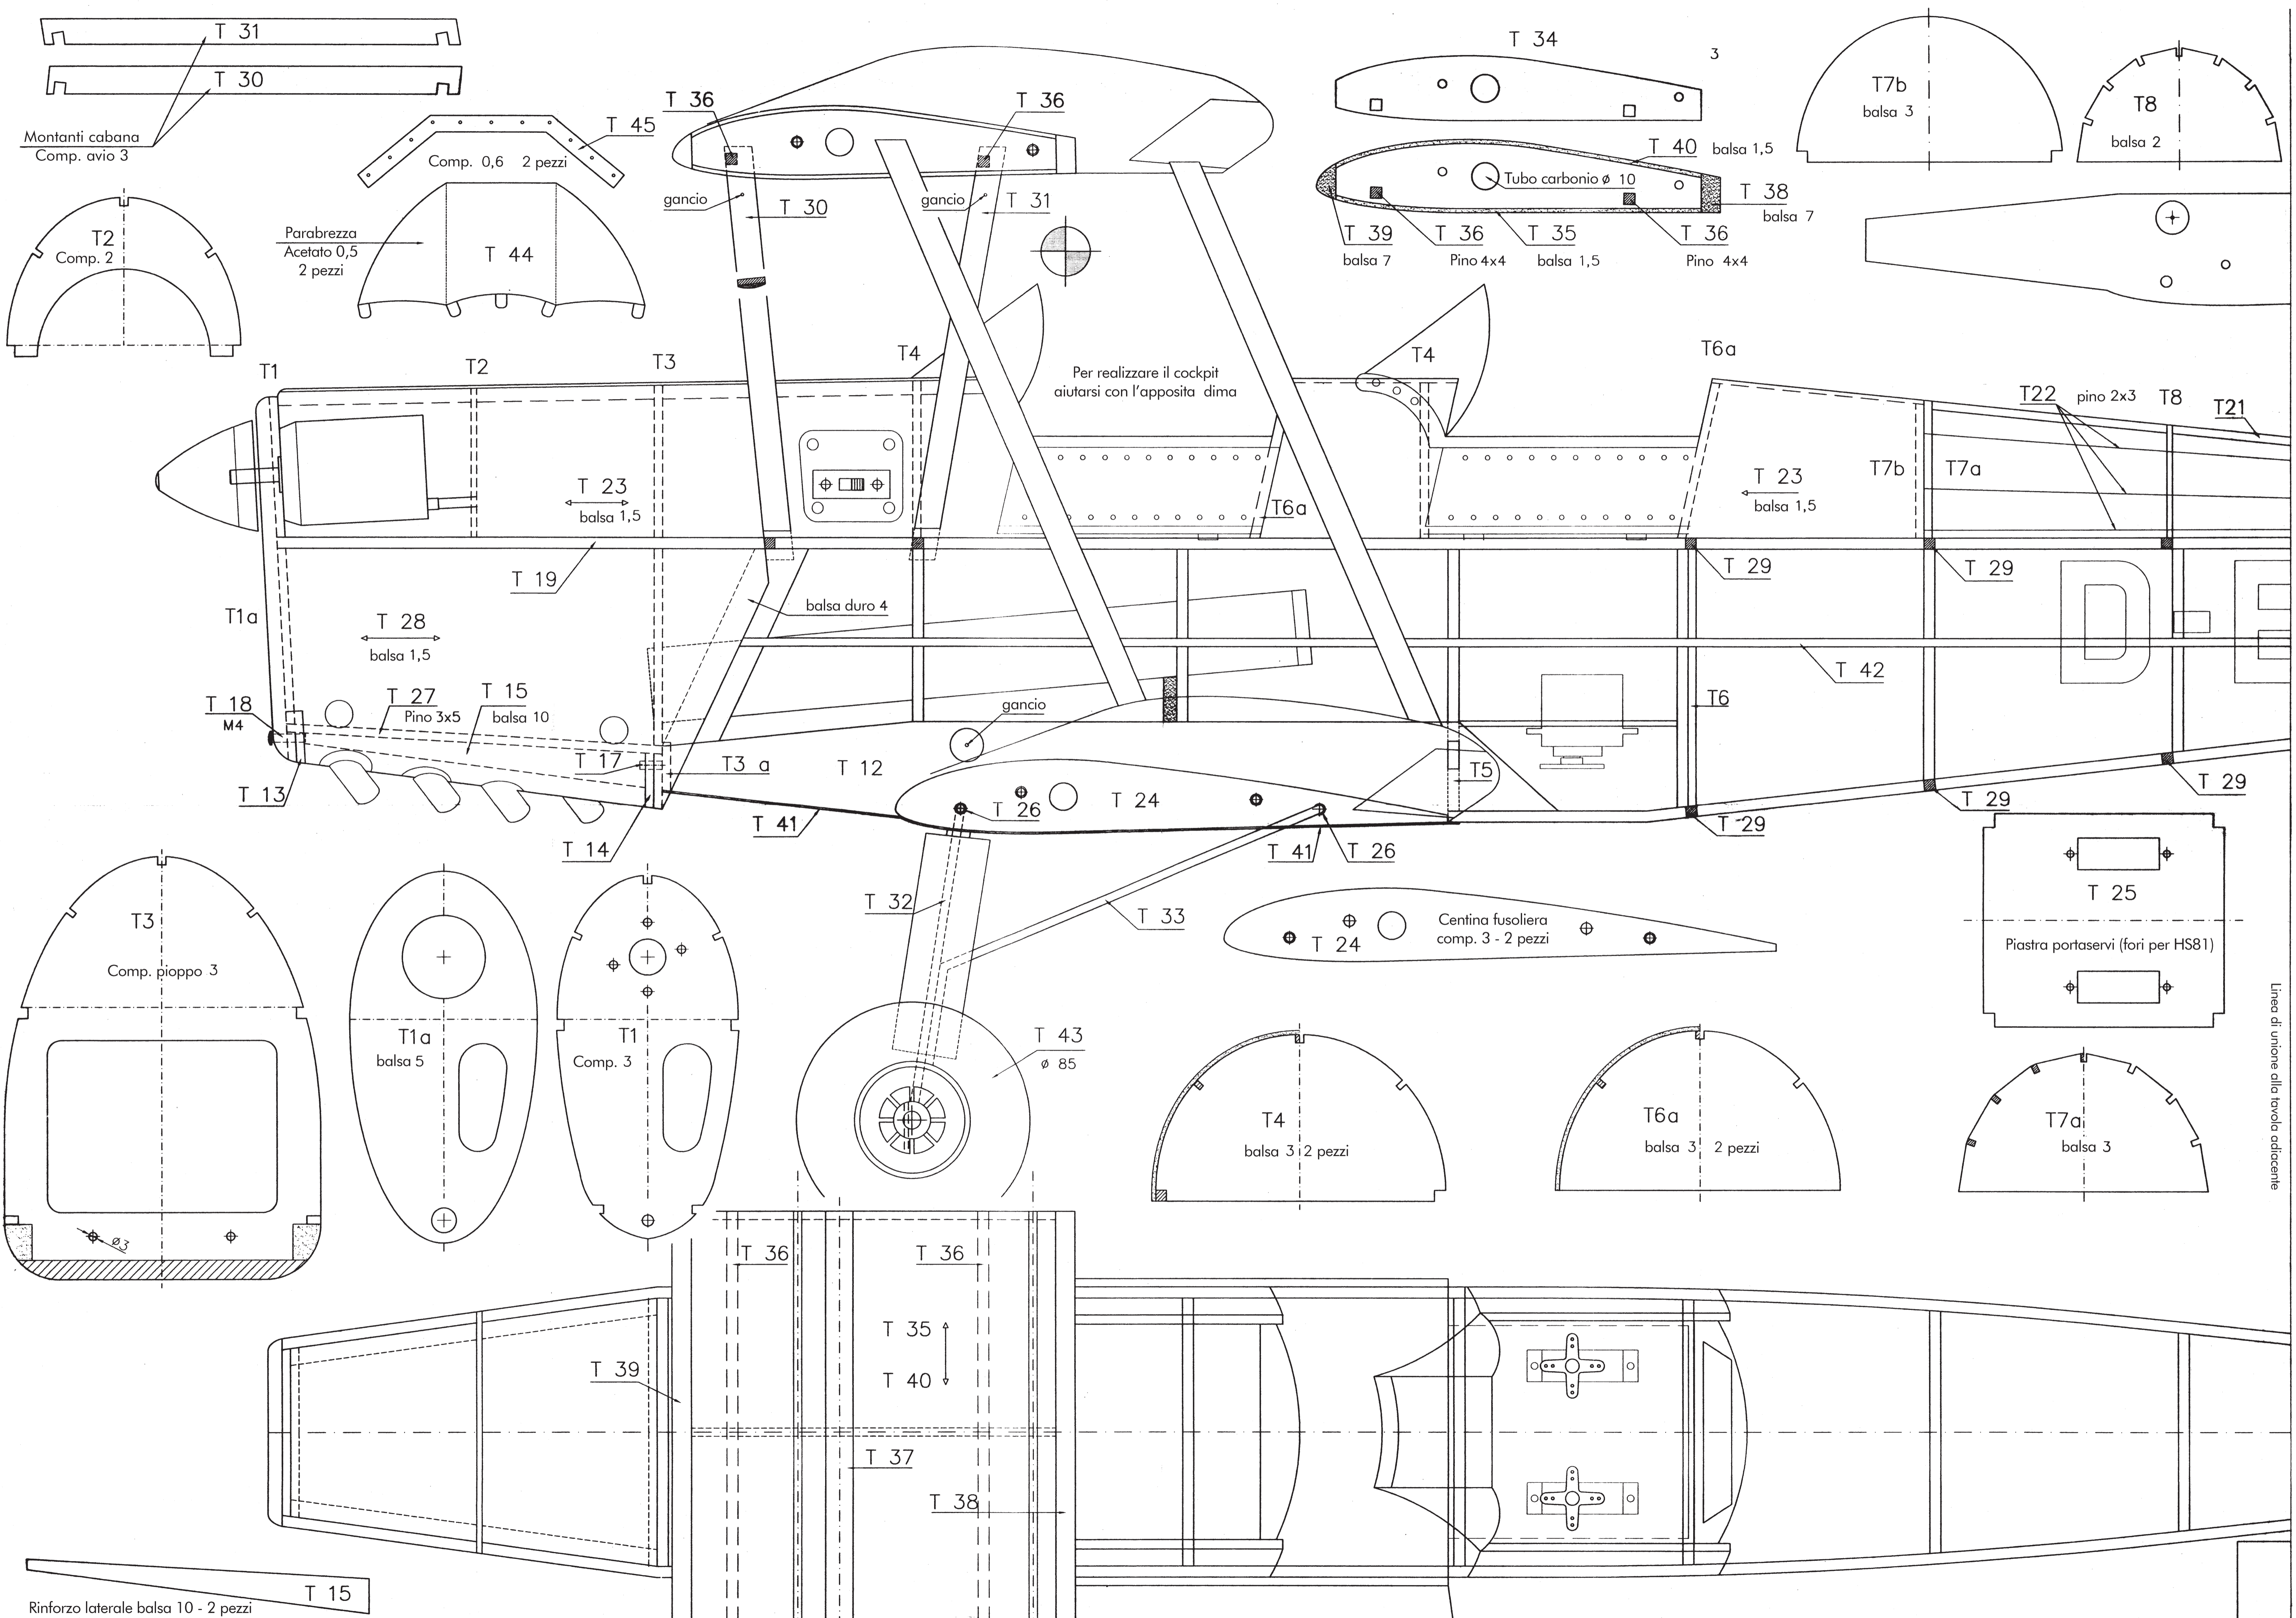 T 31
T 30
Montanti cabana
Comp. avio 3
T 45
Comp. 0,6 2 pezzi
T2
Comp. 2
Parabrezza
Acetato 0,5
2 pezzi
T 44
T 36
T 36
gancio
T 30
gancio
T 31
T 34
3
T 40 balsa 1,5
Tubo carbonio ø 10
T 38
balsa 7
T 39
balsa 7
T 36
Pino 4x4
T 35
balsa 1,5
T 36
Pino 4x4
T7b
balsa 3
T8
balsa 2
T1
T2
T3
T4
Per realizzare il cockpit
aiutarsi con l'apposita dima
T4
T6a
T22
pino 2x3
T8
T21
T 23
balsa 1,5
T6a
T 23
balsa 1,5
T7b
T7a
T 19
T 29
T 29
T1a
T 28
balsa 1,5
balsa duro 4
D-E
T 42
T 18
M4
T 27
Pino 3x5
T 15
balsa 10
gancio
T6
T 13
T 17
T3 a
T 12
T 14
T 41
T 26
T 24
T5
T 41
T 26
T 29
T 29
T 29
T 32
T 33
T 24
Centina fusoliera
comp. 3 - 2 pezzi
T 25
Piastra portaservi (fori per HS81)
Linea di unione alla tavola adiacente
T3
Comp. pioppo 3
ø3
T1a
balsa 5
T1
Comp. 3
T 43
ø 85
T4
balsa 3 2 pezzi
T6a
balsa 3 2 pezzi
T7a
balsa 3
T 36
T 36
T 35
T 40
T 39
T 37
T 38
T 15
Rinforzo laterale balsa 10 - 2 pezzi